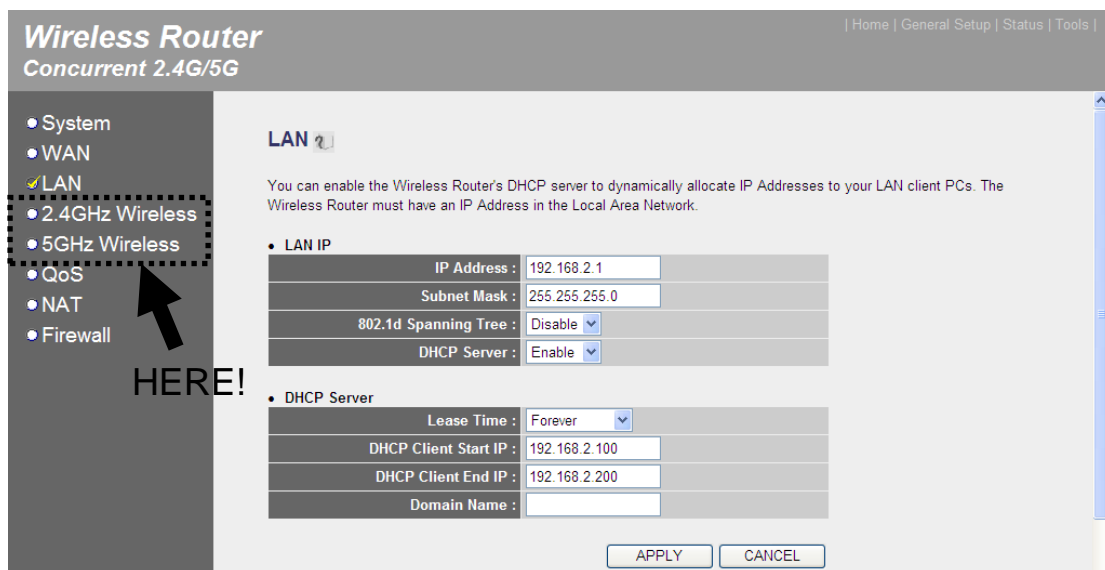 Wireless Router
Concurrent 2.4G/5G
| Home | General Setup | Status | Tools |
System
WAN
LAN
2.4GHz Wireless
5GHz Wireless
QoS
NAT
Firewall
HERE!
LAN
You can enable the Wireless Router's DHCP server to dynamically allocate IP Addresses to your LAN client PCs. The
Wireless Router must have an IP Address in the Local Area Network.
LAN IP
IP Address : 192.168.2.1
Subnet Mask : 255.255.255.0
802.1d Spanning Tree : Disable
DHCP Server : Enable
DHCP Server
Lease Time : Forever
DHCP Client Start IP : 192.168.2.100
DHCP Client End IP : 192.168.2.200
Domain Name :
APPLY CANCEL